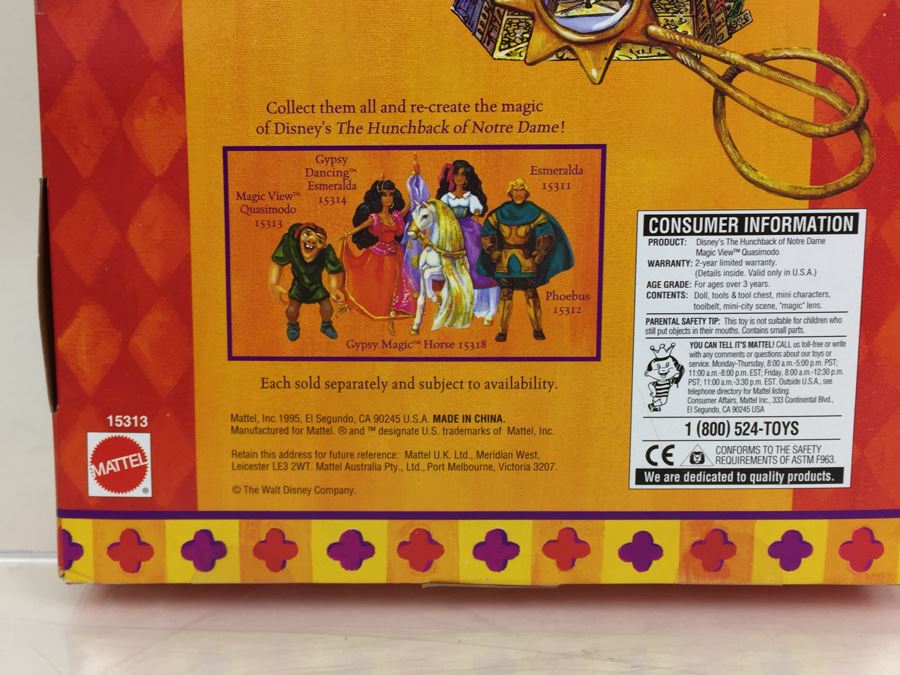 Collect them all and re-create the magic
of Disney's The Hunchback of Notre Dame!
Gypsy
Dancing™
Esmeralda
15314
Magic View™
Quasimodo
15313
Esmeralda
15311
Phoebus
15312
Gypsy Magic™ Horse 15318
Each sold separately and subject to availability.
15313
MATTEL
®
Mattel, Inc. 1995, El Segundo, CA 90245 U.S.A. MADE IN CHINA.
Manufactured for Mattel. ® and ™ designate U.S. trademarks of Mattel, Inc.
Retain this address for future reference: Mattel U.K. Ltd., Meridian West,
Leicester LE3 2WT. Mattel Australia Pty., Ltd., Port Melbourne, Victoria 3207.
© The Walt Disney Company.
CONSUMER INFORMATION
PRODUCT: Disney's The Hunchback of Notre Dame
Magic View™ Quasimodo
WARRANTY: 2-year limited warranty.
(Details inside. Valid only in U.S.A.)
AGE GRADE: For ages over 3 years.
CONTENTS: Doll, tools & tool chest, mini characters,
toolbelt, mini-city scene, "magic" lens.
PARENTAL SAFETY TIP: This toy is not suitable for children who
still put objects in their mouths. Contains small parts.
YOU CAN TELL IT'S MATTEL! CALL us toll-free or write
with any comments or questions about our toys or
service. Monday-Thursday, 8:00 a.m.-5:00 p.m. PST;
11:00 a.m.-8:00 p.m. EST; Friday, 8:00 a.m.-12:30 p.m.
PST; 11:00 a.m.-3:30 p.m. EST. Outside U.S.A., see
telephone directory for Mattel listing.
Consumer Affairs, Mattel Inc., 333 Continental Blvd.,
El Segundo, CA 90245 USA
1 (800) 524-TOYS
CE
CONFORMS TO THE SAFETY
REQUIREMENTS OF ASTM F963.
We are dedicated to quality products.